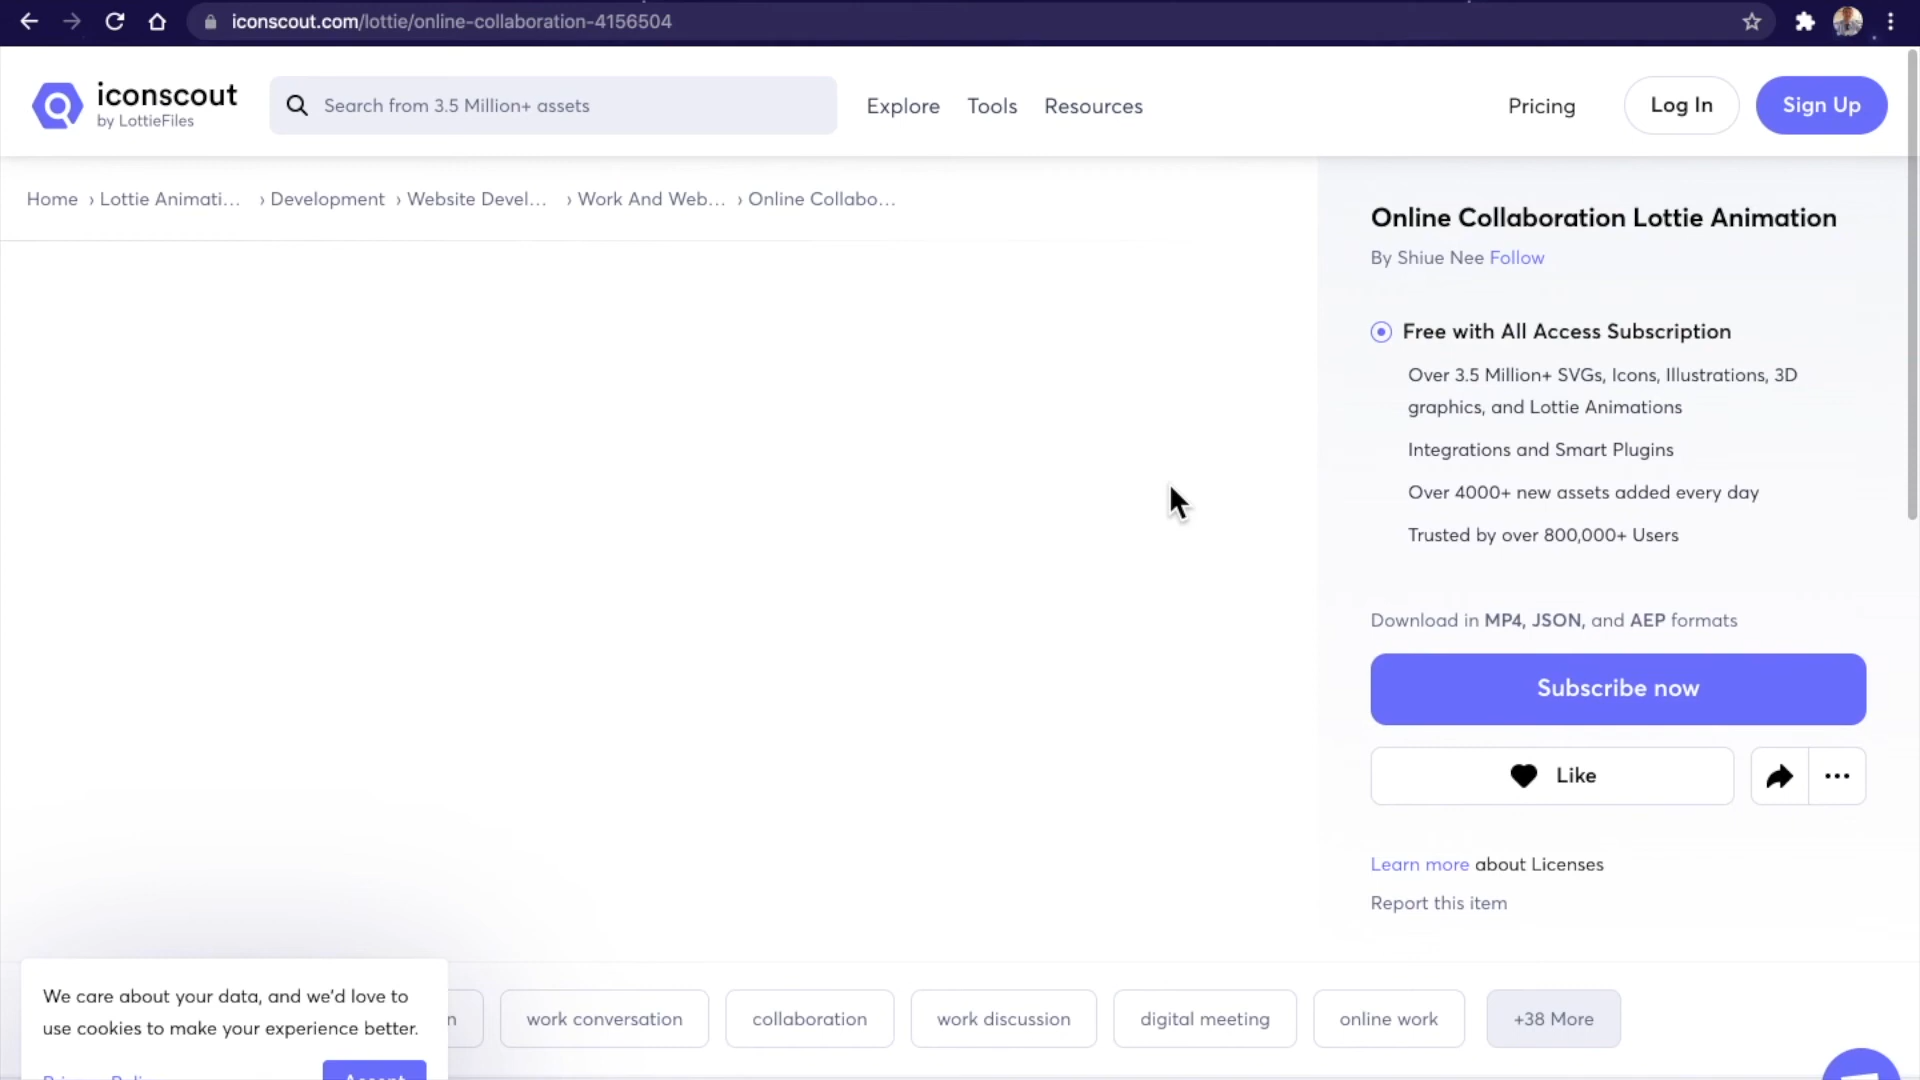 iconscout.com/lottie/online-collaboration-4156504
iconscout
by LottieFiles
Search from 3.5 Million+ assets
Explore
Tools
Resources
Pricing
Log In
Sign Up
Home › Lottie Animati... › Development › Website Devel... › Work And Web... › Online Collabo...
Online Collaboration Lottie Animation
By Shiue Nee Follow
Free with All Access Subscription
Over 3.5 Million+ SVGs, Icons, Illustrations, 3D
graphics, and Lottie Animations
Integrations and Smart Plugins
Over 4000+ new assets added every day
Trusted by over 800,000+ Users
Download in MP4, JSON, and AEP formats
Subscribe now
Like
Learn more about Licenses
Report this item
We care about your data, and we'd love to
use cookies to make your experience better.
Accept
n
work conversation
collaboration
work discussion
digital meeting
online work
+38 More